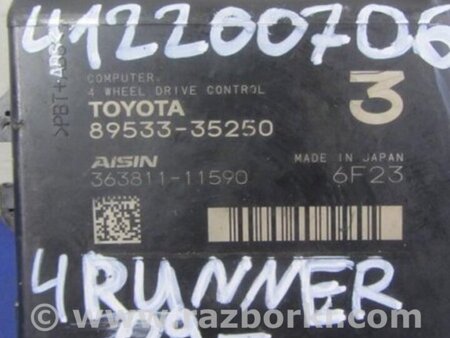 412200706
>PBT+ABS<
COMPUTER,
4 WHEEL DRIVE CONTROL
TOYOTA
89533-35250
3
AISIN
363811-11590
MADE IN JAPAN
6F23
4RUNNER
09-
© www.razborki.com